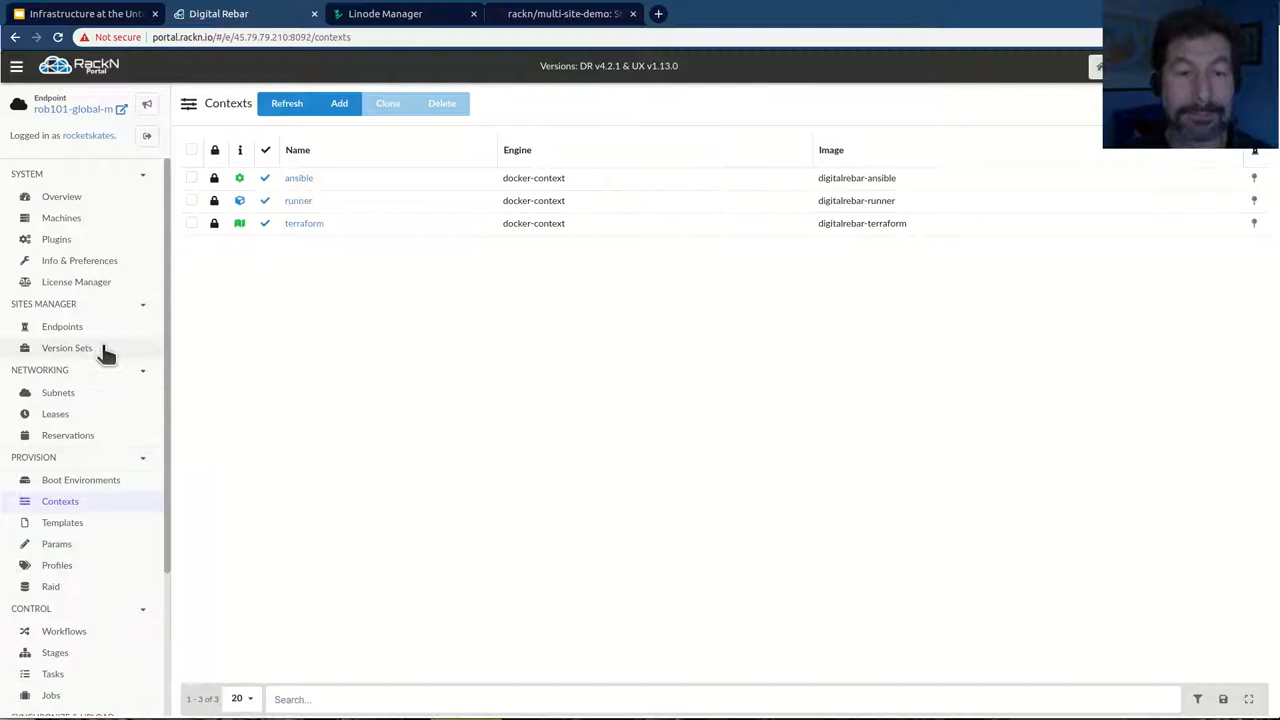 Infrastructure at the Unt
Digital Rebar
Linode Manager
rackn/multi-site-demo: S
Not secure
portal.rackn.io/#/e/45.79.79.210:8092/contexts
RackN Portal
Versions: DR v4.2.1 & UX v1.13.0
Endpoint
rob101-global-m
Logged in as rocketskates.
Contexts
Refresh
Add
Clone
Delete
Name
Engine
Image
ansible
docker-context
digitalrebar-ansible
runner
docker-context
digitalrebar-runner
terraform
docker-context
digitalrebar-terraform
SYSTEM
Overview
Machines
Plugins
Info & Preferences
License Manager
SITES MANAGER
Endpoints
Version Sets
NETWORKING
Subnets
Leases
Reservations
PROVISION
Boot Environments
Contexts
Templates
Params
Profiles
Raid
CONTROL
Workflows
Stages
Tasks
Jobs
1 - 3 of 3
20
Search...